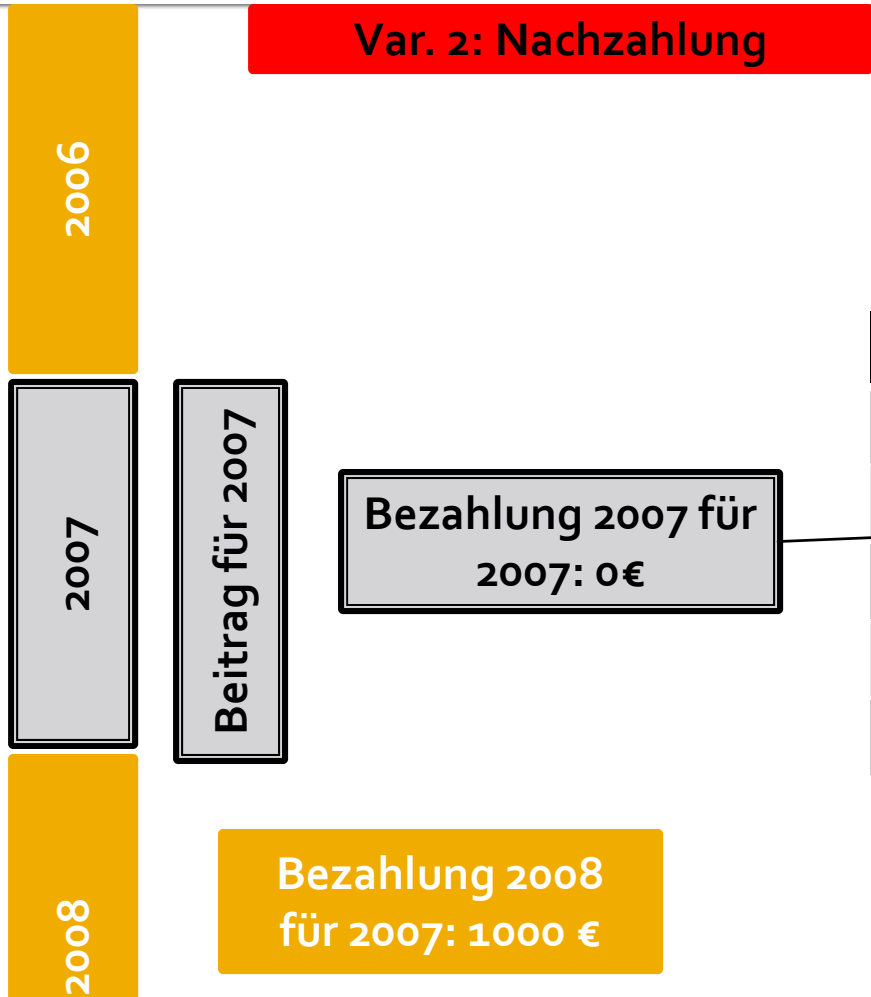 Var. 2: Nachzahlung
2006
2007
Beitrag für 2007
Bezahlung 2007 für
2007: 0€
2008
Bezahlung 2008
für 2007: 1000 €